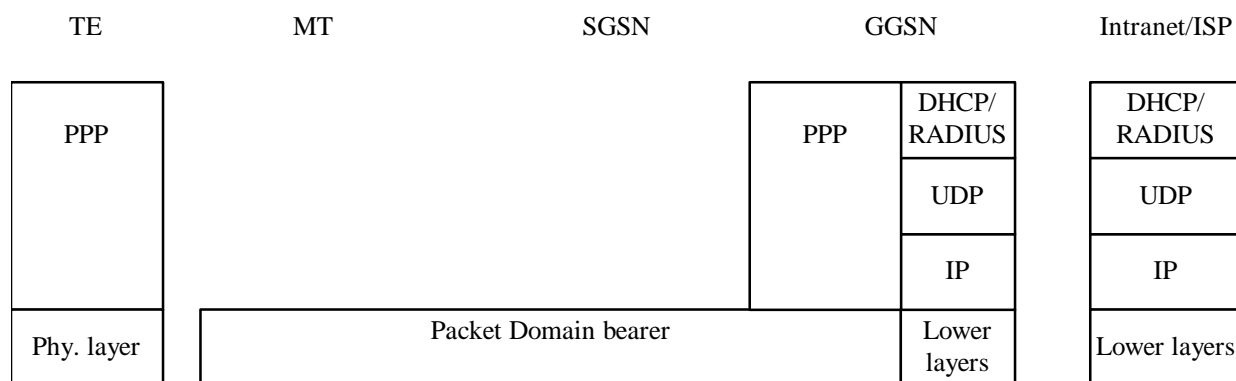 TE MT SGSN GGSN Intranet/ISP
PPP
PPP
DHCP/
RADIUS
DHCP/
RADIUS
UDP
UDP
IP
IP
Phy. layer
Packet Domain bearer
Lower
layers
Lower layers